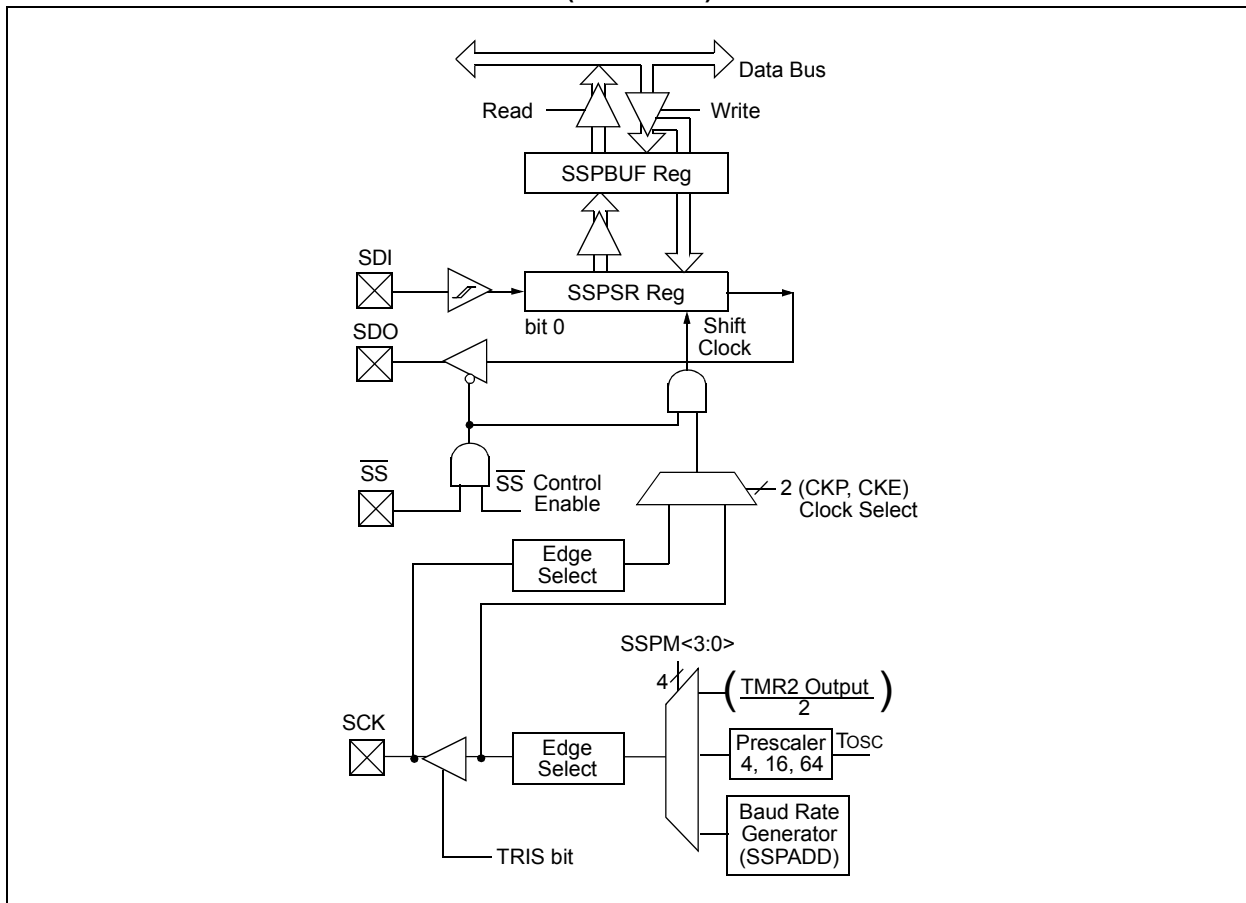 Data Bus
Read
Write
SSPBUF Reg
SDI
SSPSR Reg
bit 0
Shift
Clock
SDO
SS
SS Control
Enable
2 (CKP, CKE)
Clock Select
Edge
Select
SSPM<3:0>
4
(TMR2 Output)
2
SCK
Edge
Select
Prescaler
4, 16, 64
TOSC
Baud Rate
Generator
(SSPADD)
TRIS bit